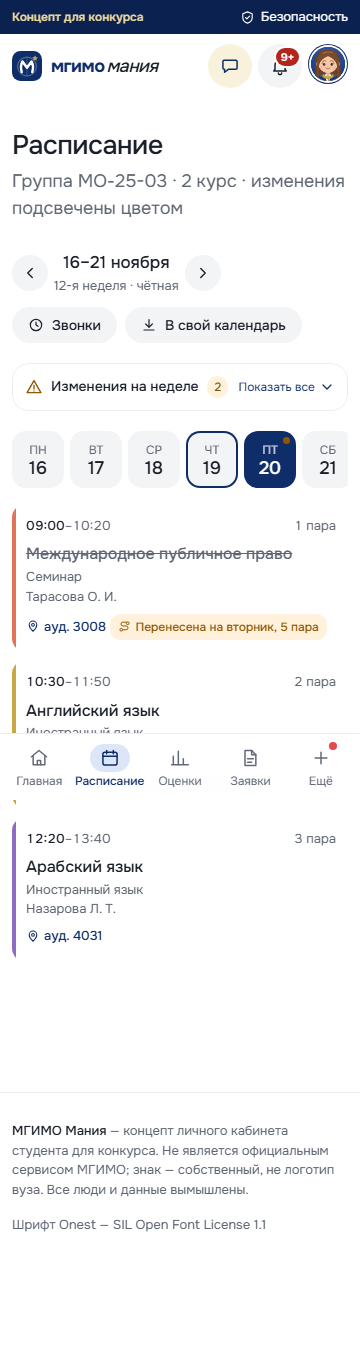 Концепт для конкурса
Безопасность
МГИМО МАНИЯ
9+
Расписание
Группа МО-25-03 · 2 курс · изменения
подсвечены цветом
16–21 ноября
12-я неделя · чётная
Звонки
В свой календарь
Изменения на неделе 2 Показать все
ПН ВТ СР ЧТ ПТ СБ
16 17 18 19 20 21
09:00–10:20 1 пара
Международное публичное право
Семинар
Тарасова О. И.
ауд. 3008 Перенесена на вторник, 5 пара
10:30–11:50 2 пара
Английский язык
Иностранный язык
Главная Расписание Оценки Заявки Ещё
12:20–13:40 3 пара
Арабский язык
Иностранный язык
Назарова Л. Т.
ауд. 4031
МГИМО Мания — концепт личного кабинета
студента для конкурса. Не является официальным
сервисом МГИМО; знак — собственный, не логотип
вуза. Все люди и данные вымышлены.
Шрифт Onest — SIL Open Font License 1.1